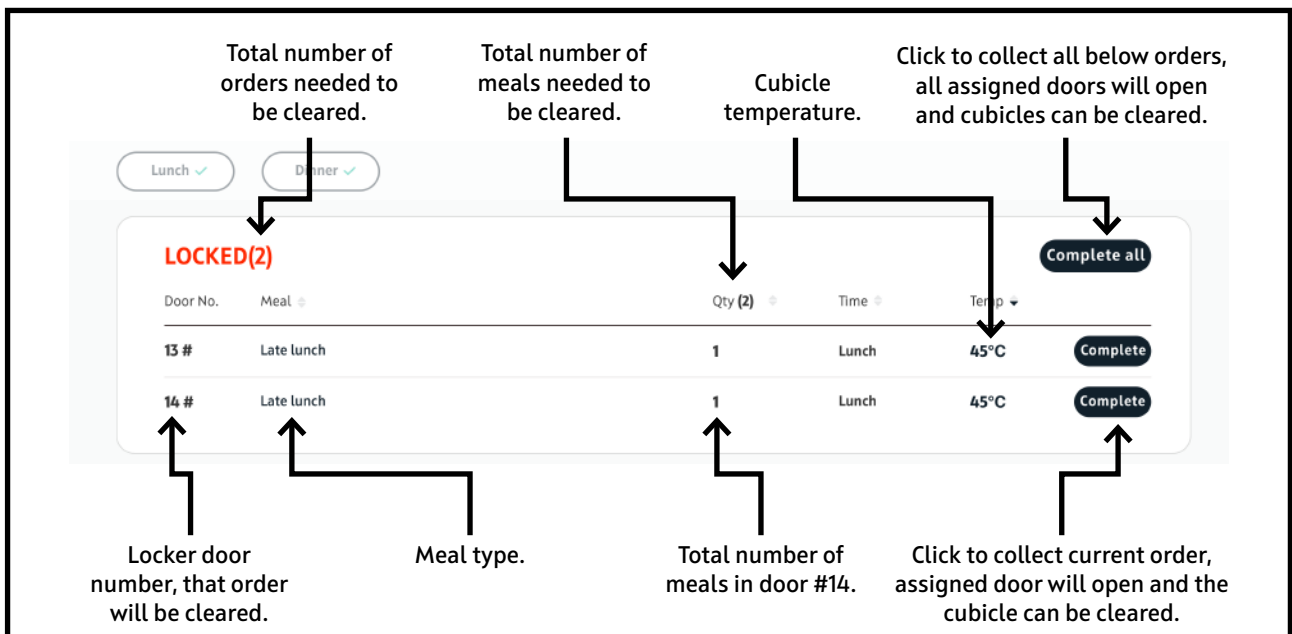 Total number of
orders needed to
be cleared.
Total number of
meals needed to
be cleared.
Cubicle
temperature.
Click to collect all below orders,
all assigned doors will open
and cubicles can be cleared.
Lunch
Dinner
LOCKED(2)
Complete all
Door No. Meal Qty (2) Time Temp
13 # Late lunch 1 Lunch 45°C Complete
14 # Late lunch 1 Lunch 45°C Complete
Locker door
number, that order
will be cleared.
Meal type.
Total number of
meals in door #14.
Click to collect current order,
assigned door will open and the
cubicle can be cleared.